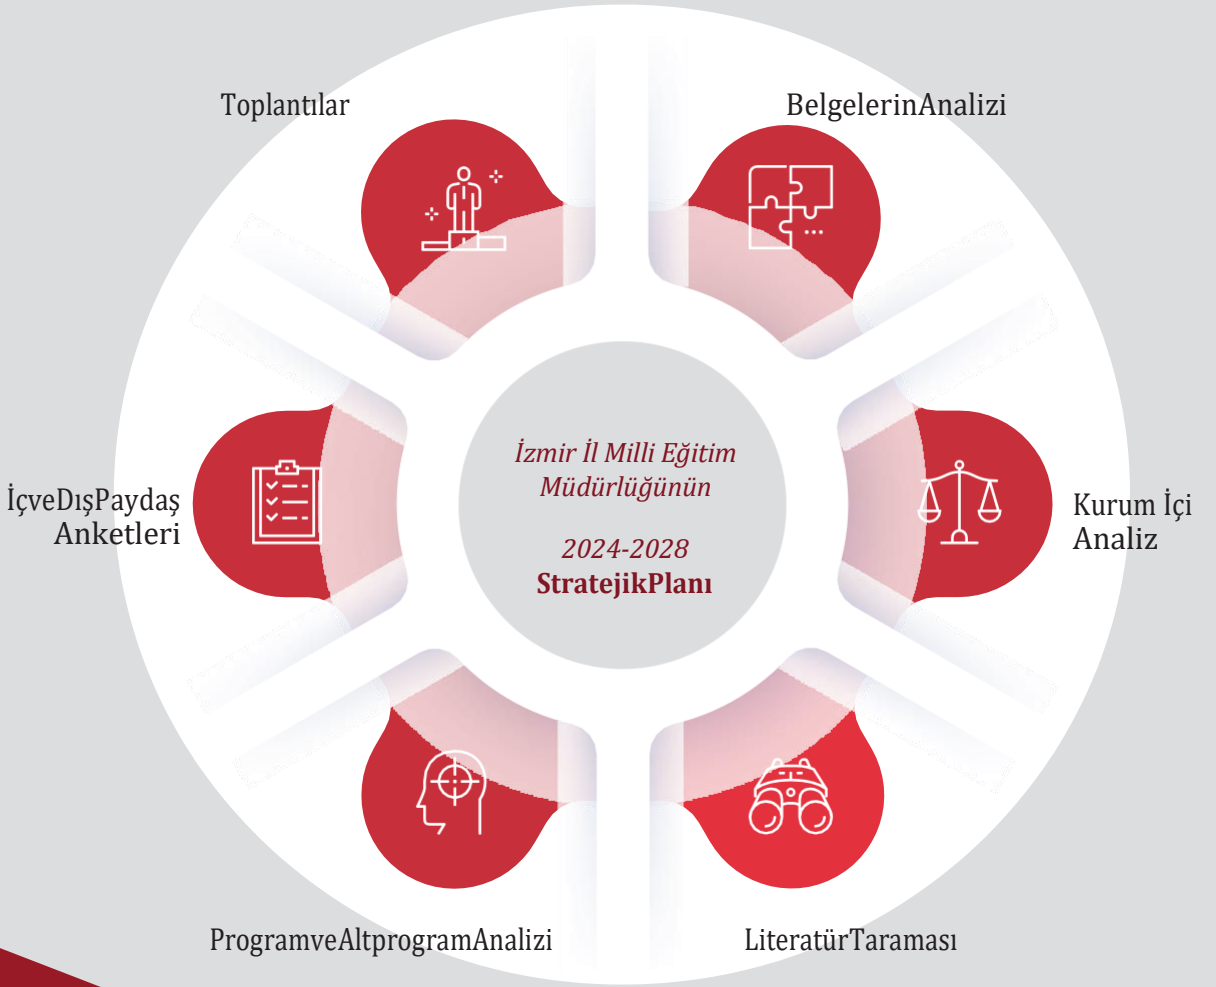 Toplantılar
BelgelerinAnalizi
İçveDışPaydaş
Anketleri
İzmir İl Milli Eğitim
Müdürlüğünün
2024-2028
StratejikPlanı
Kurum İçi
Analiz
ProgramveAltprogramAnalizi
LiteratürTaraması